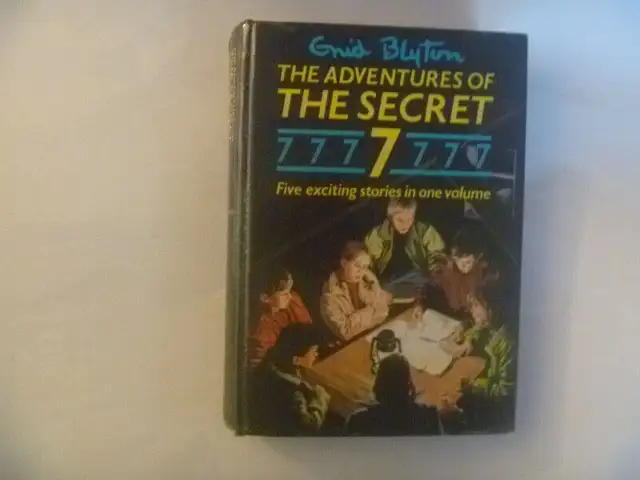 Enid Blyton
THE ADVENTURES OF
THE SECRET
7 7 7 7 7 7 7
Five exciting stories in one volume